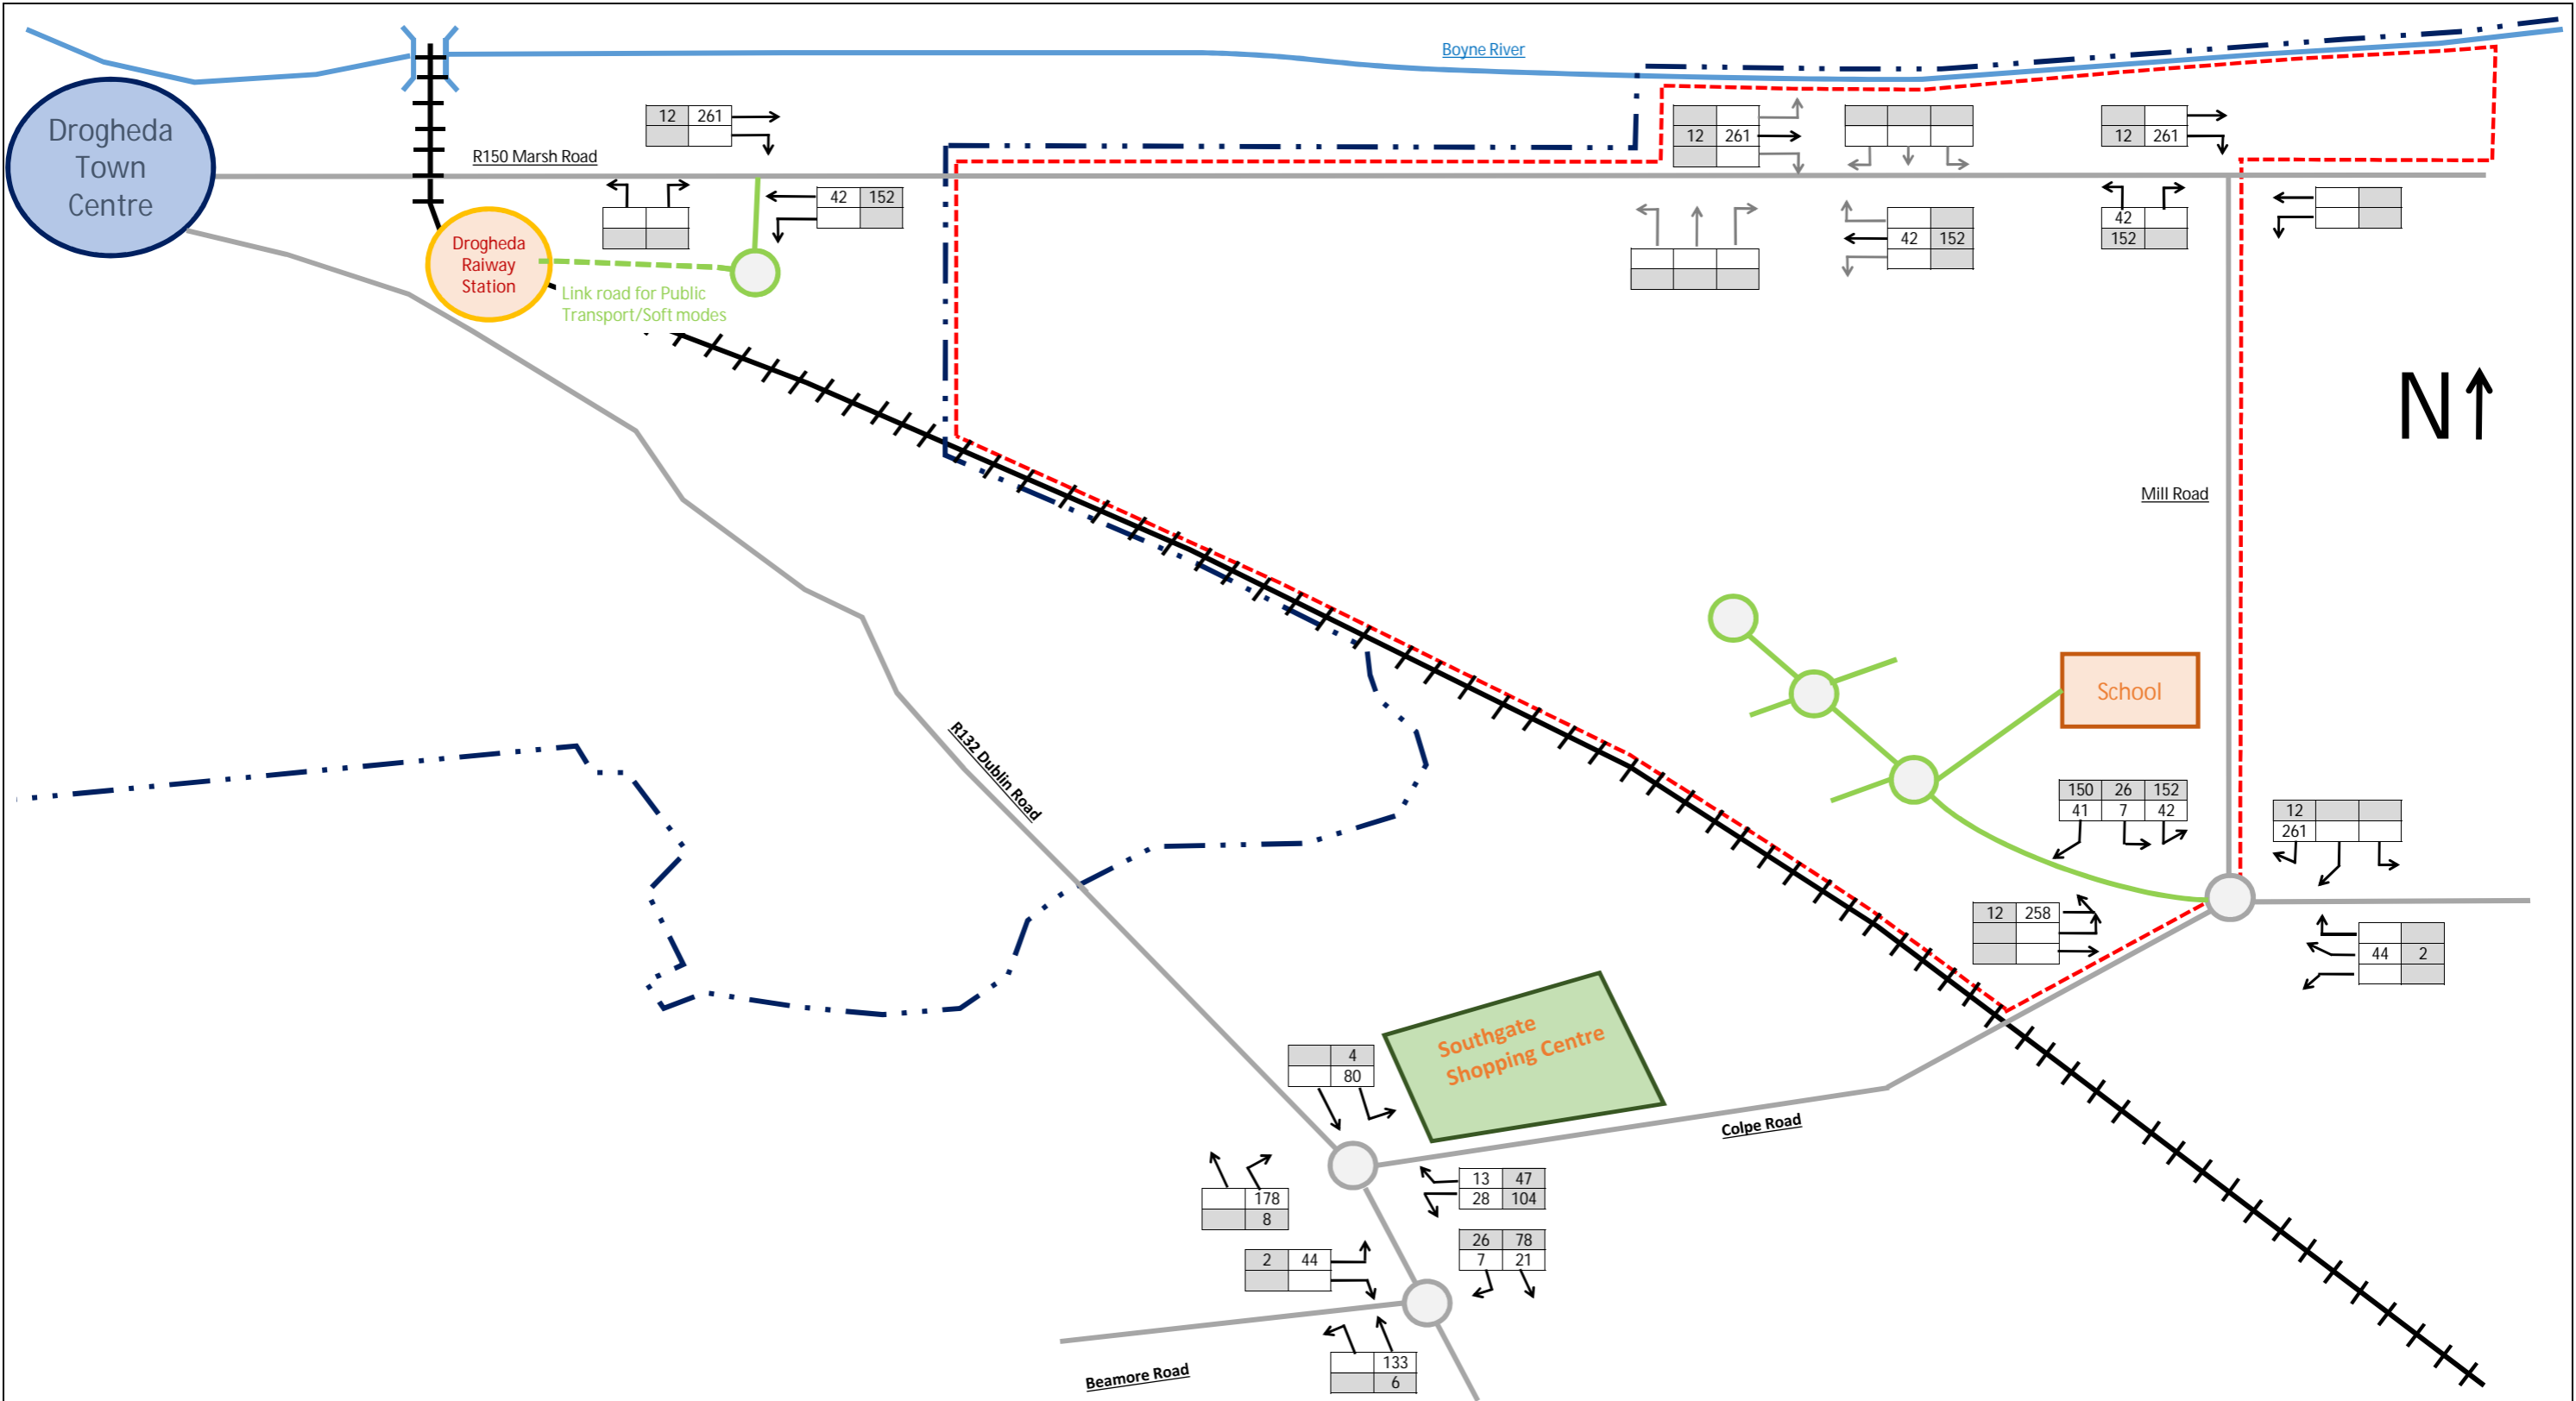 Boyne River
Drogheda
Town
Centre
12 261
R150 Marsh Road
42 152
12 261
12 261
42 152
42
152
Drogheda
Raiway
Station
Link road for Public
Transport/Soft modes
N
Mill Road
School
R132 Dublin Road
150 26 152
41 7 42
12
261
12 258
44 2
Southgate
Shopping Centre
4
80
Colpe Road
178
8
13 47
28 104
2 44
26 78
7 21
133
6
Beamore Road